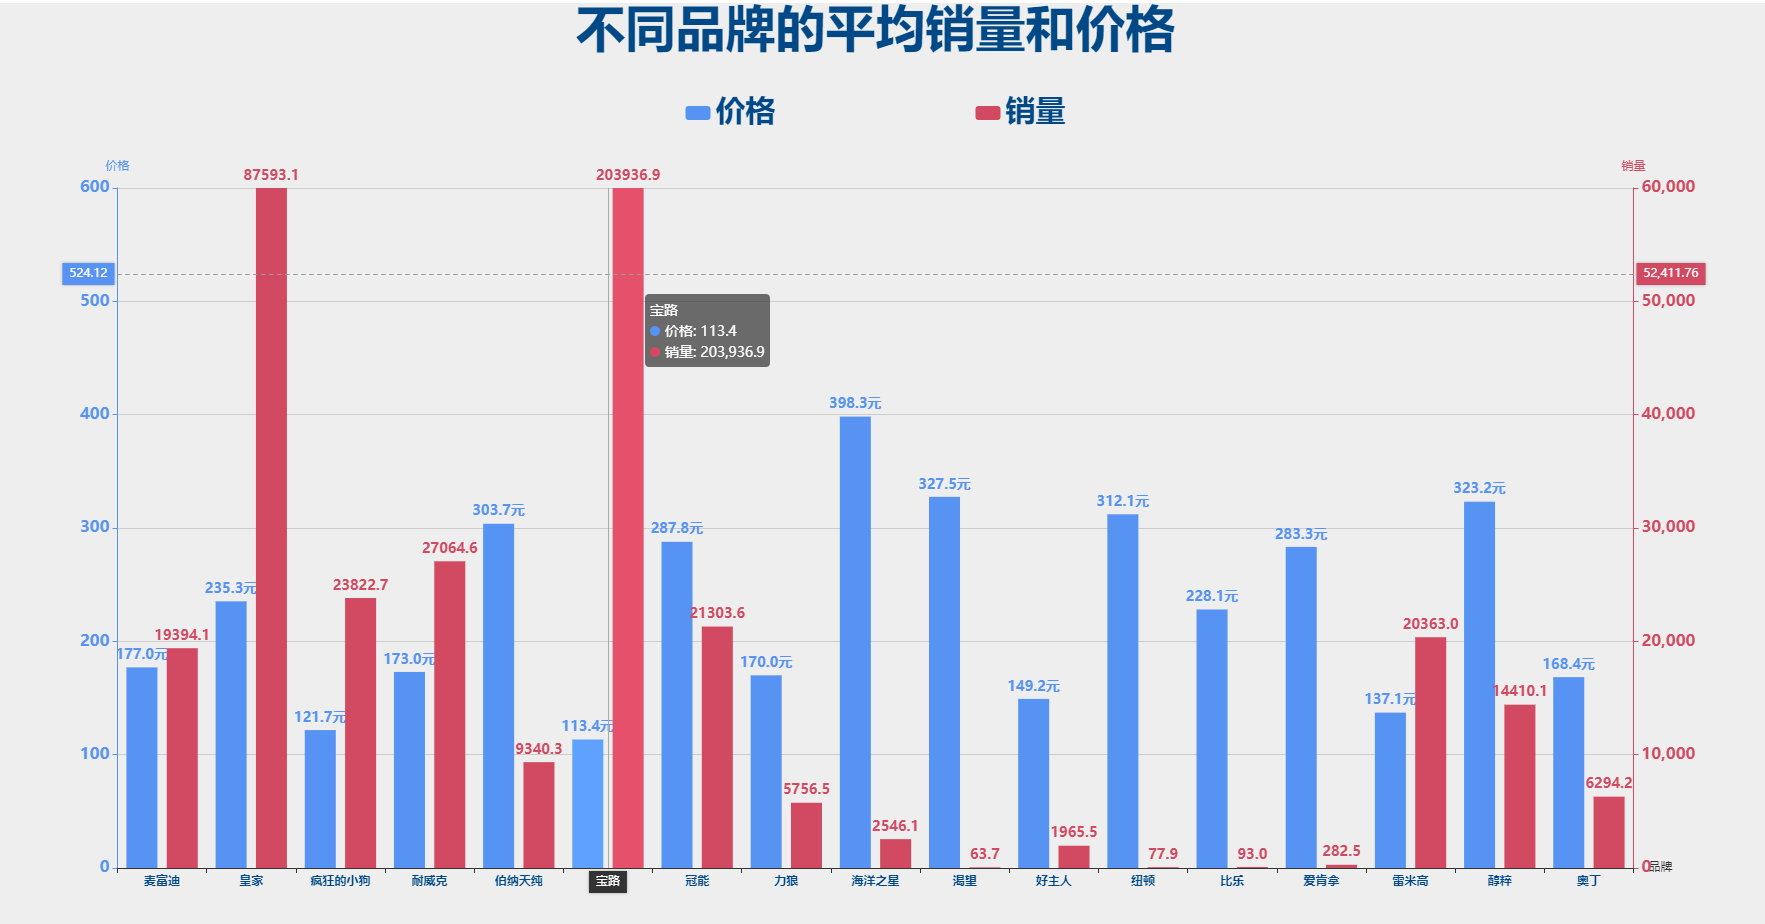 不同品牌的平均销量和价格
价格
销量
价格
销量
600
500
400
300
200
100
0
524.12
60,000
50,000
40,000
30,000
20,000
10,000
0
52,411.76
宝路
价格: 113.4
销量: 203,936.9
177.0元
19394.1
235.3元
87593.1
121.7元
23822.7
173.0元
27064.6
303.7元
9340.3
113.4元
203936.9
287.8元
21303.6
170.0元
5756.5
398.3元
2546.1
327.5元
63.7
149.2元
1965.5
312.1元
77.9
228.1元
93.0
283.3元
282.5
137.1元
20363.0
323.2元
14410.1
168.4元
6294.2
麦富迪
皇家
疯狂的小狗
耐威克
伯纳天纯
宝路
冠能
力狼
海洋之星
渴望
好主人
纽顿
比乐
爱肯拿
雷米高
醇粹
奥丁
品牌